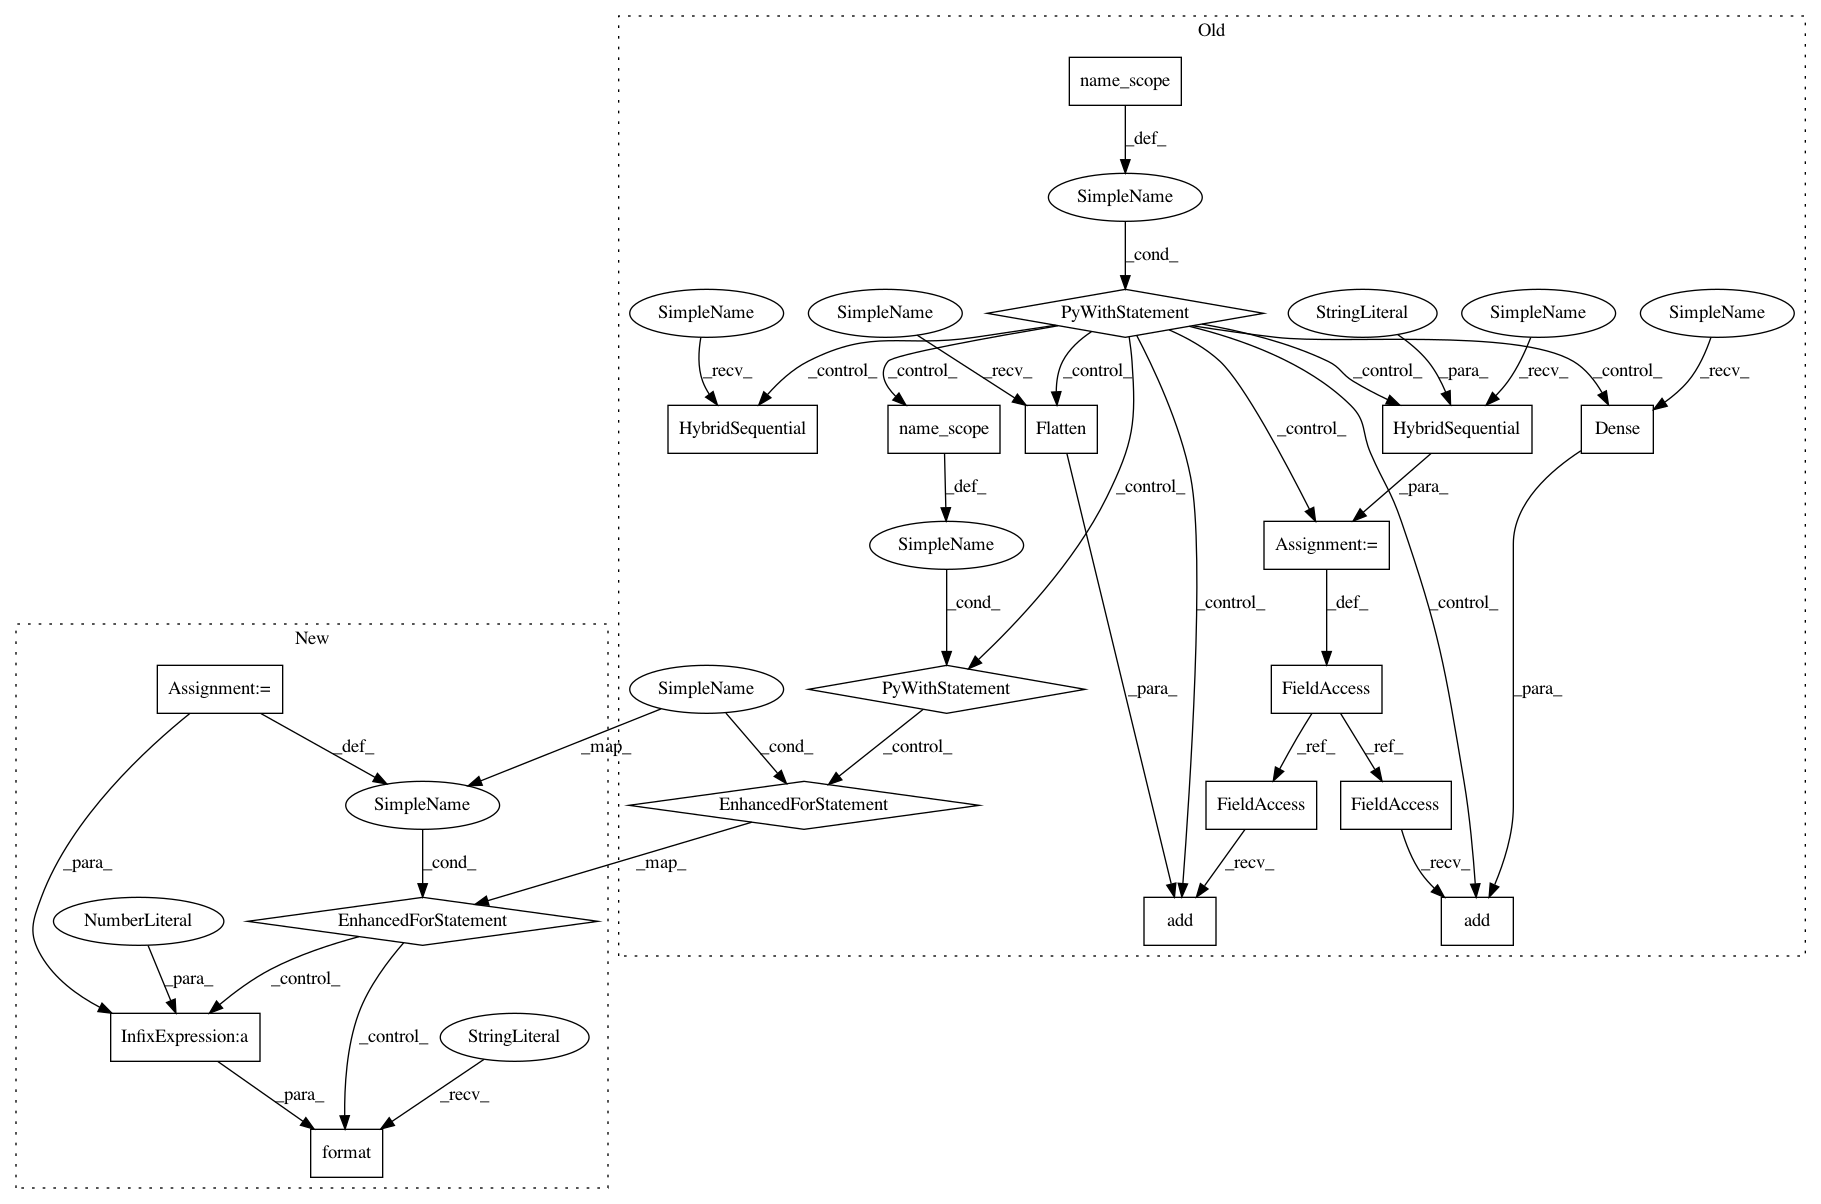 Old
name_scope
_def_
SimpleName
_cond_
SimpleName
SimpleName
PyWithStatement
StringLiteral
SimpleName
SimpleName
_recv_
_control_
_control_
_recv_
_control_
_control_
_para_
_recv_
_control_
_recv_
HybridSequential
name_scope
Flatten
_control_
HybridSequential
Dense
_def_
_control_
_para_
SimpleName
Assignment:=
_cond_
_control_
_def_
_control_
New
Assignment:=
SimpleName
PyWithStatement
_para_
FieldAccess
_para_
_def_
_map_
_cond_
_control_
_ref_
_ref_
SimpleName
EnhancedForStatement
FieldAccess
FieldAccess
_para_
_cond_
_map_
_recv_
_recv_
NumberLiteral
EnhancedForStatement
add
add
_para_
_control_
InfixExpression:a
_control_
StringLiteral
_para_
_recv_
format